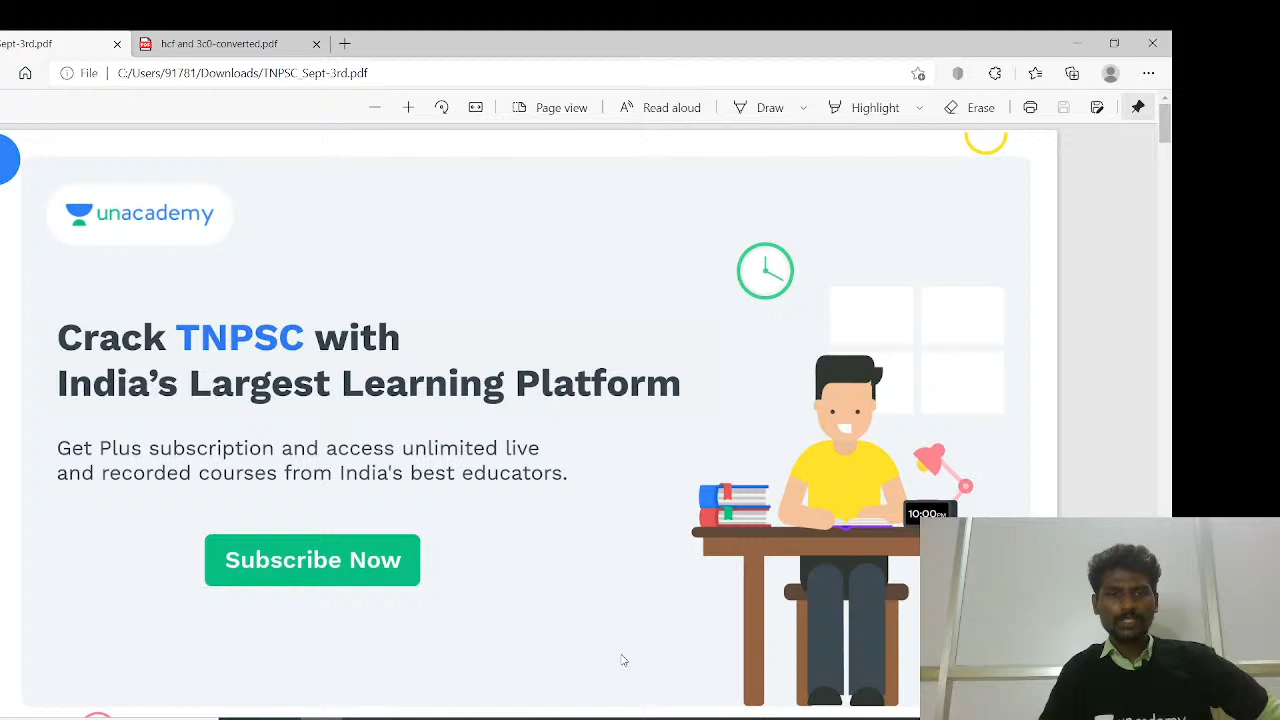 Sept-3rd.pdf
hcf and 3c0-converted.pdf
File
C:/Users/91781/Downloads/TNPSC_Sept-3rd.pdf
Page view
Read aloud
Draw
Highlight
Erase
unacademy
Crack TNPSC with
India’s Largest Learning Platform
Get Plus subscription and access unlimited live
and recorded courses from India's best educators.
Subscribe Now
10:00PM
unacademy